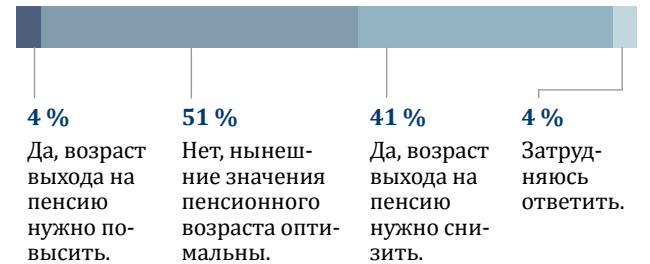 4 %
Да, возраст
выхода на
пенсию
нужно по-
высить.
51 %
Нет, нынеш-
ние значения
пенсионного
возраста опти-
мальны.
41 %
Да, возраст
выхода на
пенсию
нужно сни-
зить.
4 %
Затруд-
няюсь
ответить.